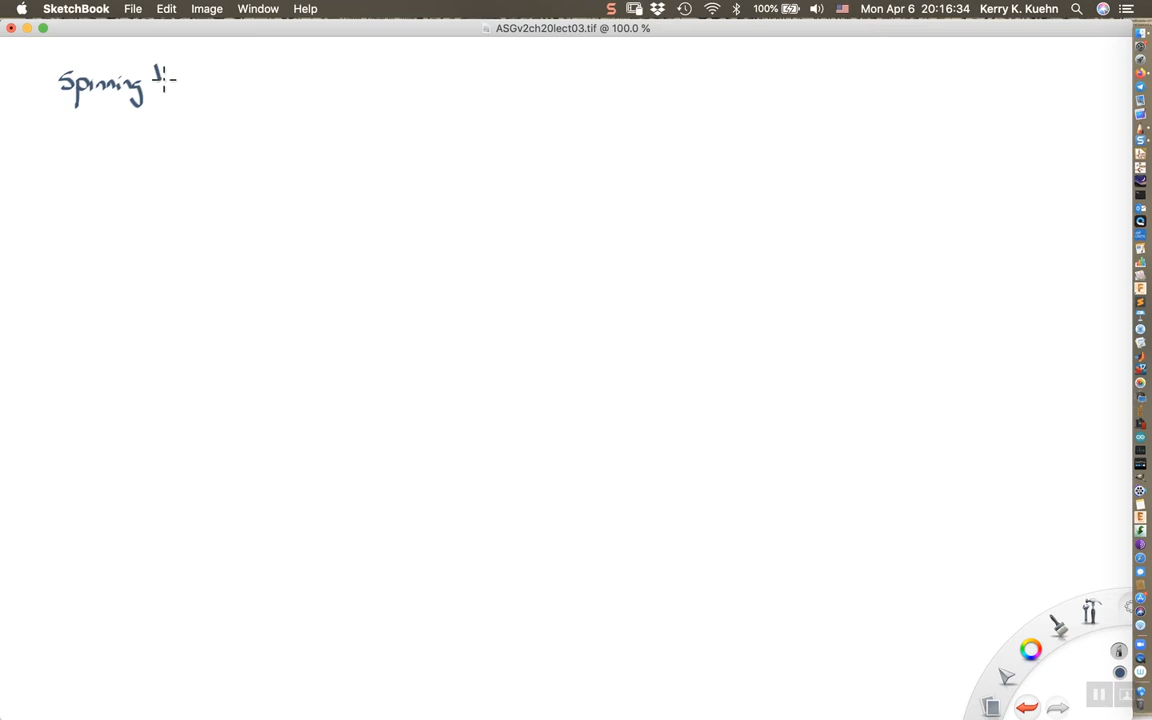 SketchBook File Edit Image Window Help 100% Mon Apr 6 20:16:34 Kerry K. Kuehn
ASGv2ch20lect03.tif @ 100.0 %
Spinning